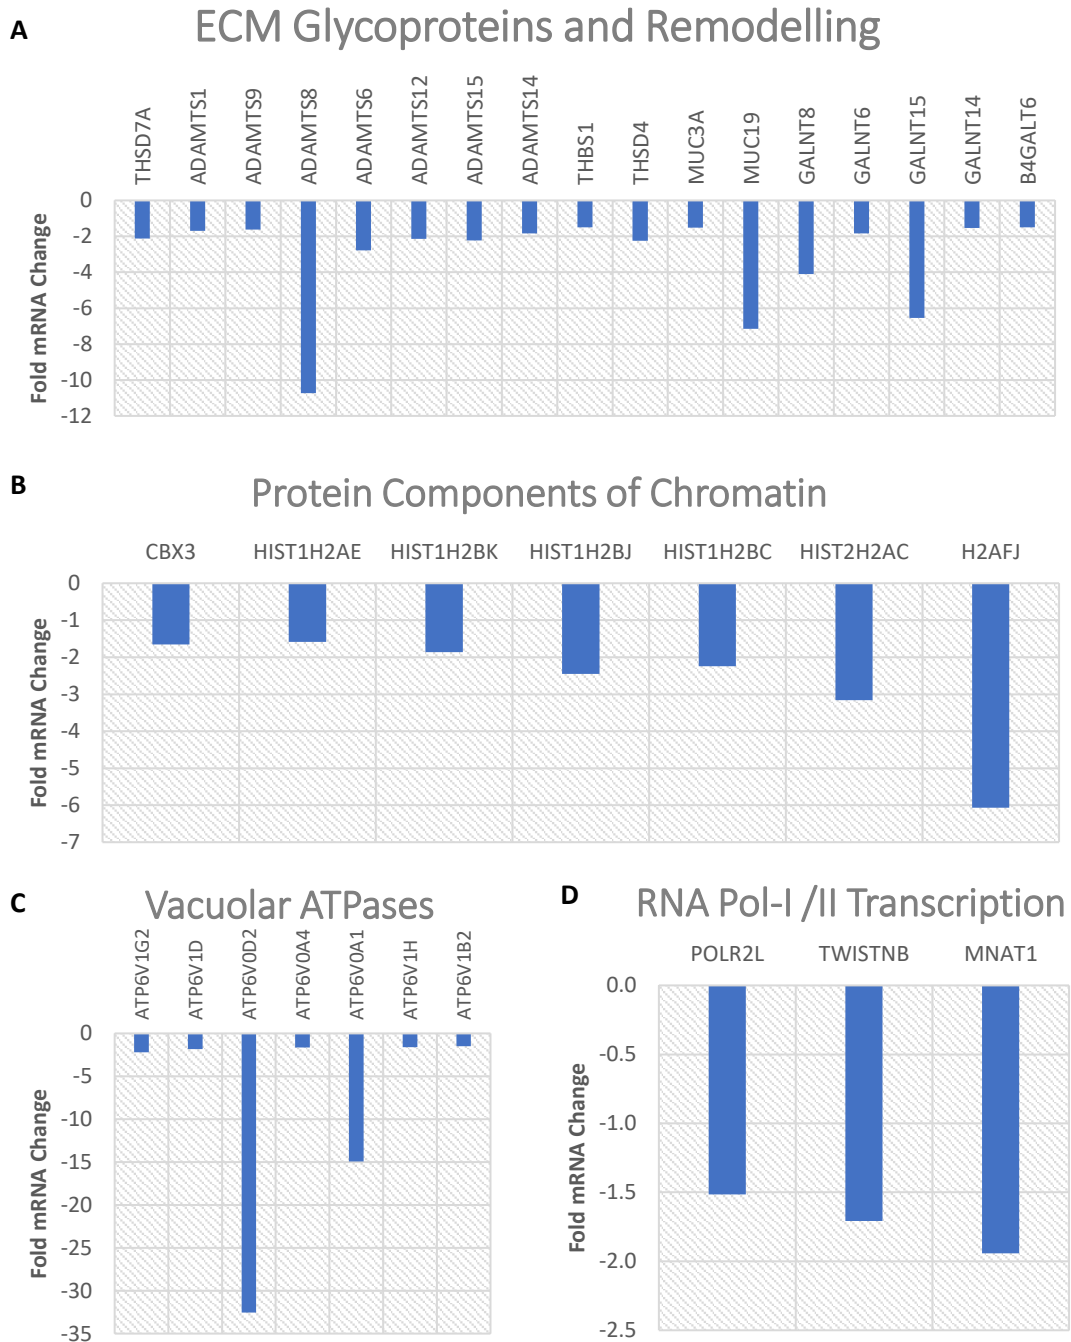 A
ECM Glycoproteins and Remodelling
THSD7A
ADAMTS1
ADAMTS9
ADAMTS8
ADAMTS6
ADAMTS12
ADAMTS15
ADAMTS14
THBS1
THSD4
MUC3A
MUC19
GALNT8
GALNT6
GALNT15
GALNT14
B4GALT6
Fold mRNA Change
0
-2
-4
-6
-8
-10
-12
B
Protein Components of Chromatin
CBX3
HIST1H2AE
HIST1H2BK
HIST1H2BJ
HIST1H2BC
HIST2H2AC
H2AFJ
Fold mRNA Change
0
-1
-2
-3
-4
-5
-6
-7
C
Vacuolar ATPases
ATP6V1G2
ATP6V1D
ATP6V0D2
ATP6V0A4
ATP6V0A1
ATP6V1H
ATP6V1B2
Fold mRNA Change
0
-5
-10
-15
-20
-25
-30
-35
D
RNA Pol-I /II Transcription
POLR2L
TWISTNB
MNAT1
Fold mRNA Change
0.0
-0.5
-1.0
-1.5
-2.0
-2.5